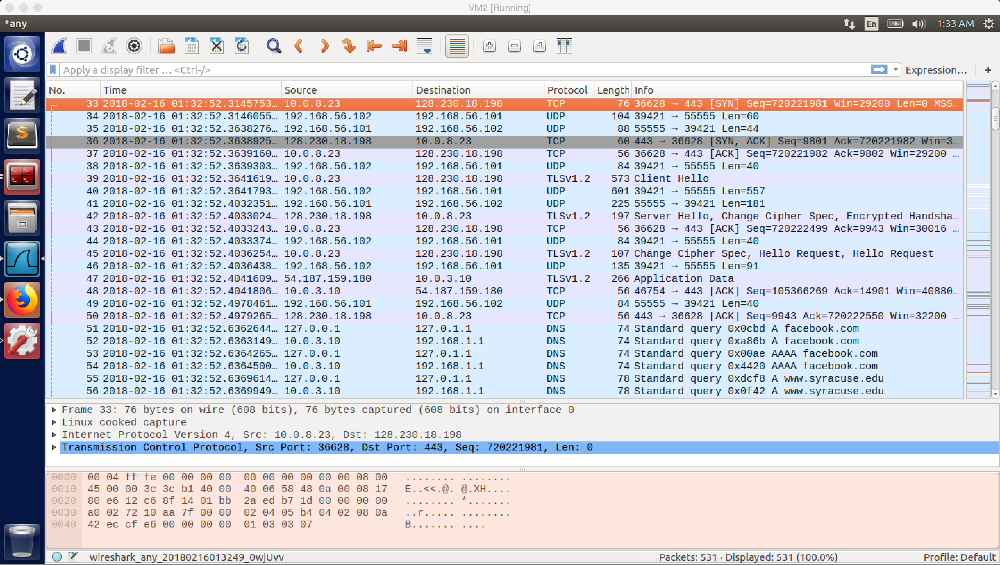 VM2 [Running]
*any
En
1:33 AM
Apply a display filter … <Ctrl-/>
Expression…
+
No. Time Source Destination Protocol Length Info
33 2018-02-16 01:32:52.3145753… 10.0.8.23 128.230.18.198 TCP 76 36628 → 443 [SYN] Seq=720221981 Win=29200 Len=0 MSS…
34 2018-02-16 01:32:52.3146055… 192.168.56.102 192.168.56.101 UDP 104 39421 → 55555 Len=60
35 2018-02-16 01:32:52.3638276… 192.168.56.101 192.168.56.102 UDP 88 55555 → 39421 Len=44
36 2018-02-16 01:32:52.3638925… 128.230.18.198 10.0.8.23 TCP 60 443 → 36628 [SYN, ACK] Seq=9801 Ack=720221982 Win=3…
37 2018-02-16 01:32:52.3639160… 10.0.8.23 128.230.18.198 TCP 56 36628 → 443 [ACK] Seq=720221982 Ack=9802 Win=29200 …
38 2018-02-16 01:32:52.3639303… 192.168.56.102 192.168.56.101 UDP 84 39421 → 55555 Len=40
39 2018-02-16 01:32:52.3641619… 10.0.8.23 128.230.18.198 TLSv1.2 573 Client Hello
40 2018-02-16 01:32:52.3641793… 192.168.56.102 192.168.56.101 UDP 601 39421 → 55555 Len=557
41 2018-02-16 01:32:52.4032351… 192.168.56.101 192.168.56.102 UDP 225 55555 → 39421 Len=181
42 2018-02-16 01:32:52.4033024… 128.230.18.198 10.0.8.23 TLSv1.2 197 Server Hello, Change Cipher Spec, Encrypted Handsha…
43 2018-02-16 01:32:52.4033243… 10.0.8.23 128.230.18.198 TCP 56 36628 → 443 [ACK] Seq=720222499 Ack=9943 Win=30016 …
44 2018-02-16 01:32:52.4033374… 192.168.56.102 192.168.56.101 UDP 84 39421 → 55555 Len=40
45 2018-02-16 01:32:52.4036254… 10.0.8.23 128.230.18.198 TLSv1.2 107 Change Cipher Spec, Hello Request, Hello Request
46 2018-02-16 01:32:52.4036438… 192.168.56.102 192.168.56.101 UDP 135 39421 → 55555 Len=91
47 2018-02-16 01:32:52.4041609… 54.187.159.180 10.0.3.10 TLSv1.2 266 Application Data
48 2018-02-16 01:32:52.4041806… 10.0.3.10 54.187.159.180 TCP 56 46754 → 443 [ACK] Seq=105366269 Ack=14901 Win=40880…
49 2018-02-16 01:32:52.4978461… 192.168.56.101 192.168.56.102 UDP 84 55555 → 39421 Len=40
50 2018-02-16 01:32:52.4979265… 128.230.18.198 10.0.8.23 TCP 56 443 → 36628 [ACK] Seq=9943 Ack=720222550 Win=32200 …
51 2018-02-16 01:32:52.6362644… 127.0.0.1 127.0.1.1 DNS 74 Standard query 0x0cbd A facebook.com
52 2018-02-16 01:32:52.6363149… 10.0.3.10 192.168.1.1 DNS 74 Standard query 0xa86b A facebook.com
53 2018-02-16 01:32:52.6364265… 127.0.0.1 127.0.1.1 DNS 74 Standard query 0x00ae AAAA facebook.com
54 2018-02-16 01:32:52.6364500… 10.0.3.10 192.168.1.1 DNS 74 Standard query 0x4420 AAAA facebook.com
55 2018-02-16 01:32:52.6369614… 127.0.0.1 127.0.1.1 DNS 78 Standard query 0xdcf8 A www.syracuse.edu
56 2018-02-16 01:32:52.6369949… 10.0.3.10 192.168.1.1 DNS 78 Standard query 0x0f42 A www.syracuse.edu
Frame 33: 76 bytes on wire (608 bits), 76 bytes captured (608 bits) on interface 0
Linux cooked capture
Internet Protocol Version 4, Src: 10.0.8.23, Dst: 128.230.18.198
Transmission Control Protocol, Src Port: 36628, Dst Port: 443, Seq: 720221981, Len: 0
0000 00 04 ff fe 00 00 00 00 00 00 00 00 00 00 08 00 ........ ........
0010 45 00 00 3c 3c b1 40 00 40 06 58 48 0a 00 08 17 E..<<.@. @.XH....
0020 80 e6 12 c6 8f 14 01 bb 2a ed b7 1d 00 00 00 00 ........ *.......
0030 a0 02 72 10 aa 7f 00 00 02 04 05 b4 04 02 08 0a ..r..... ........
0040 42 ec cf e6 00 00 00 00 01 03 03 07 B....... ....
wireshark_any_20180216013249_0wjUvv Packets: 531 · Displayed: 531 (100.0%) Profile: Default